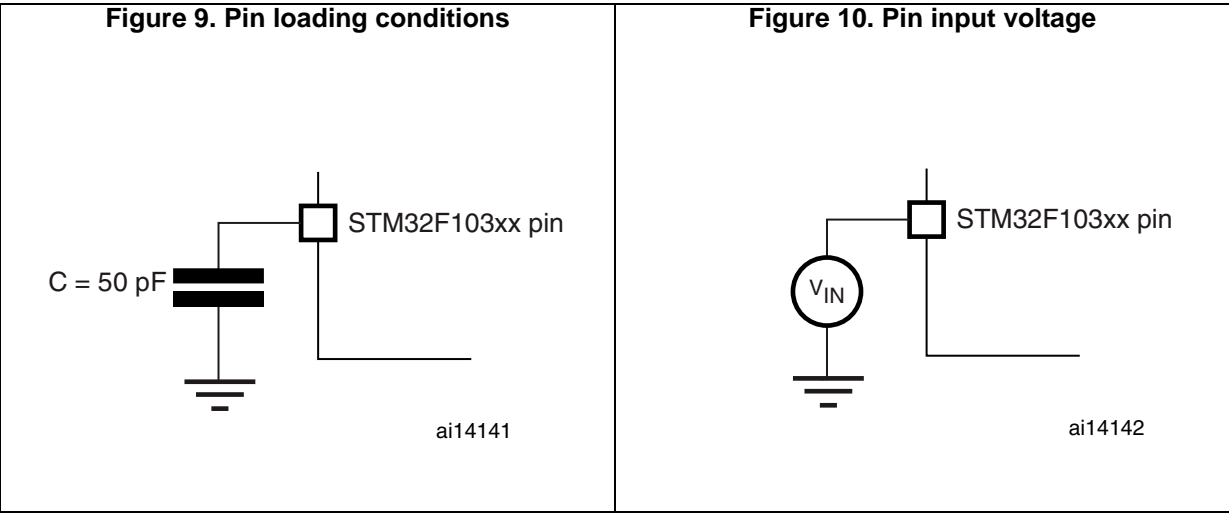 Figure 9. Pin loading conditions
STM32F103xx pin
C = 50 pF
ai14141
Figure 10. Pin input voltage
STM32F103xx pin
VIN
ai14142